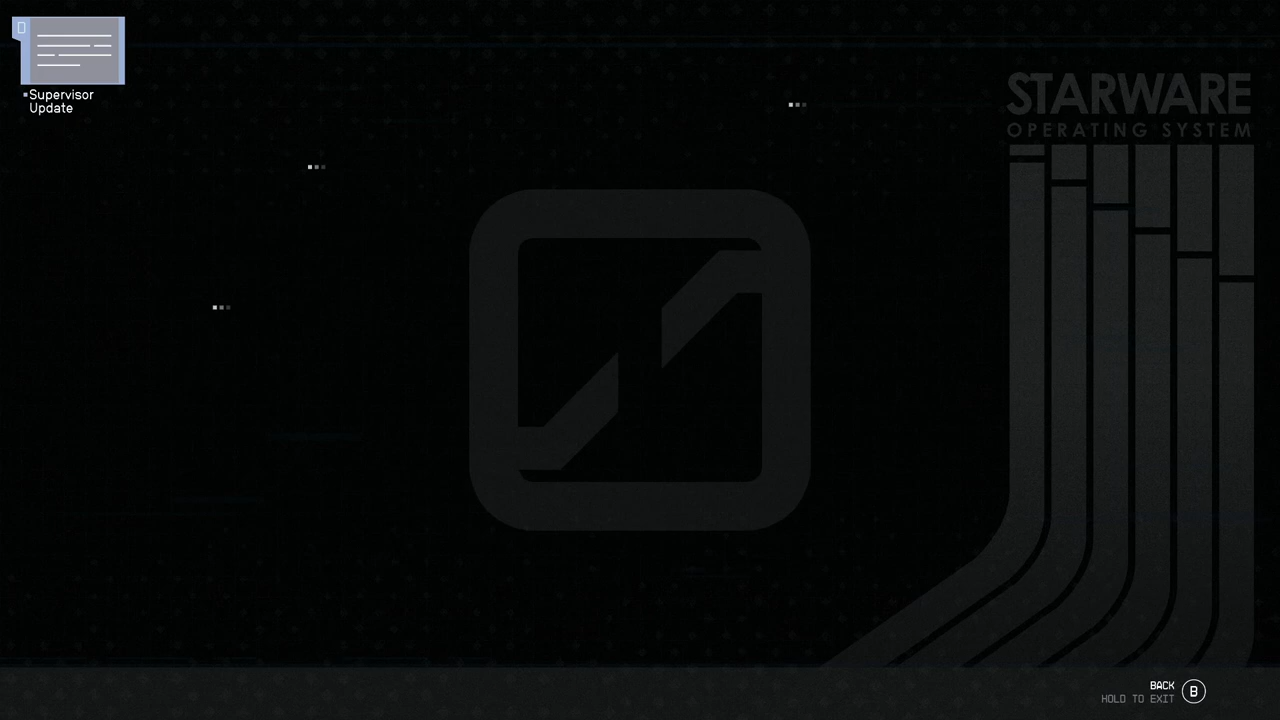 Supervisor
Update
STARWARE
OPERATING SYSTEM
BACK
HOLD TO EXIT
B